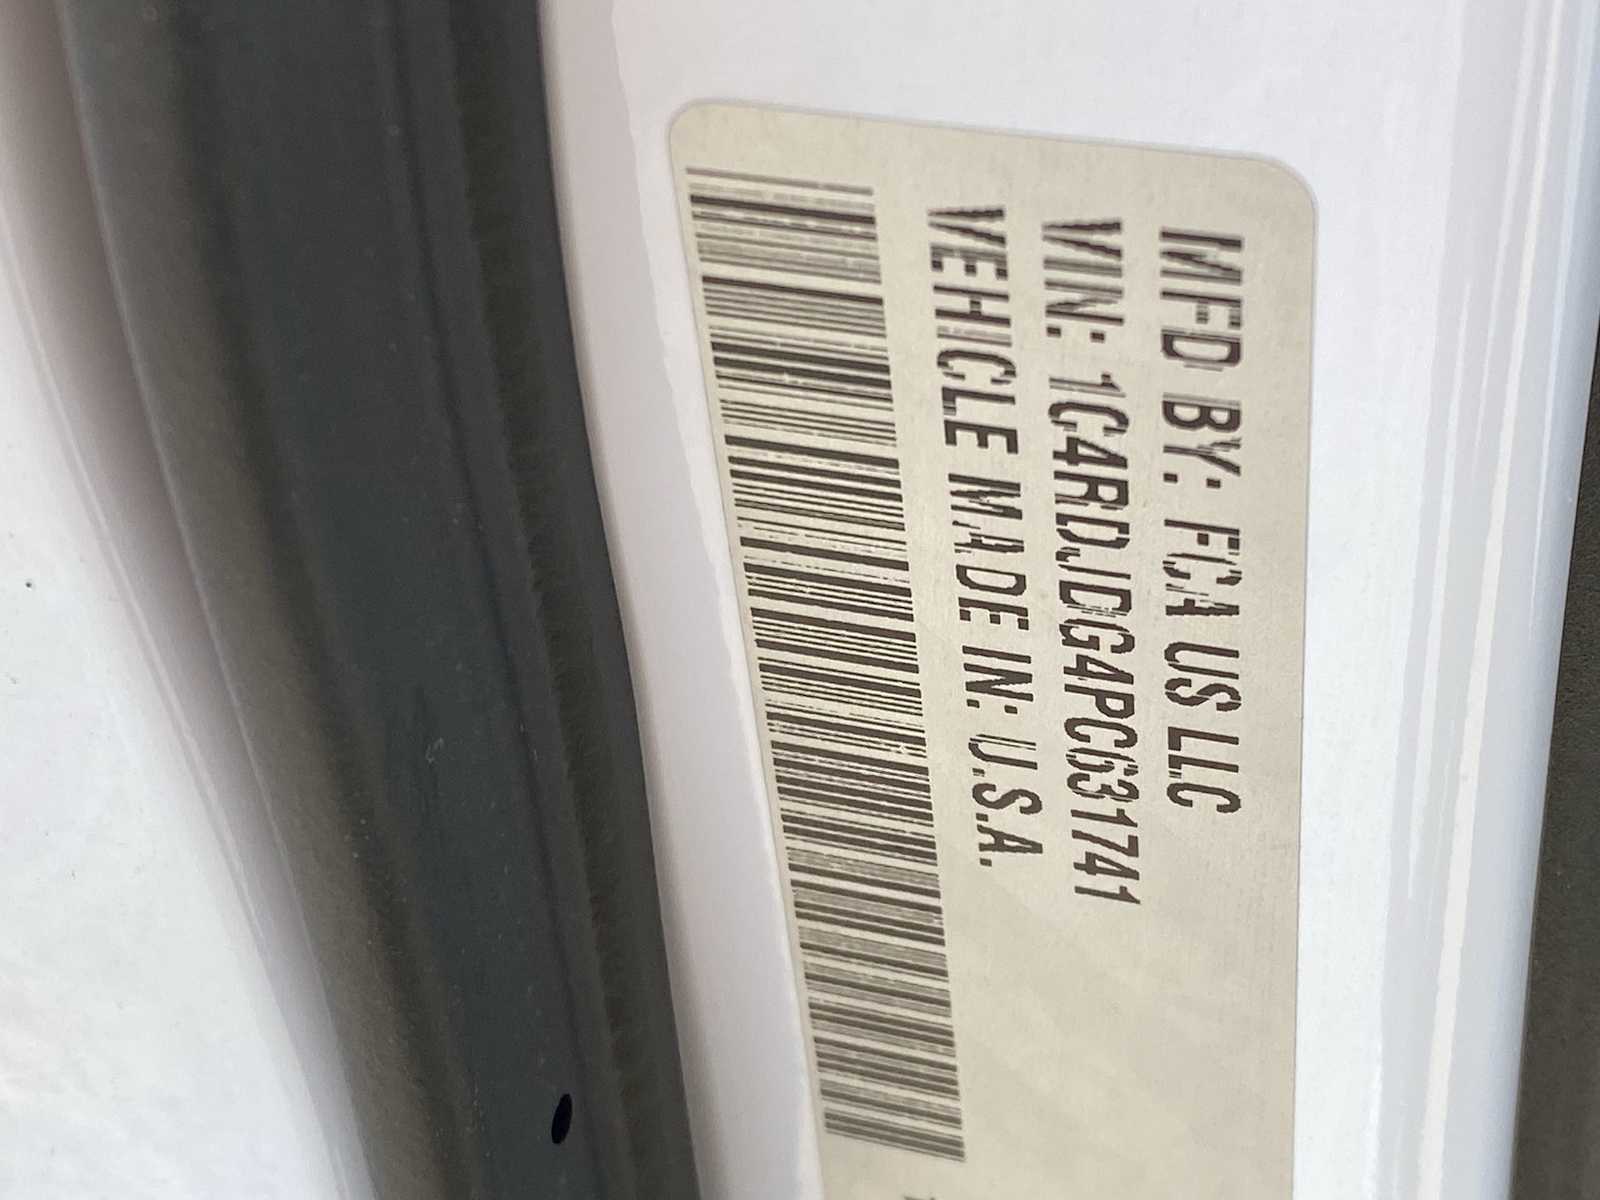 MFD BY: FCA US LLC
VIN: 1C4RDJDG4PC631741
VEHICLE MADE IN: U.S.A.